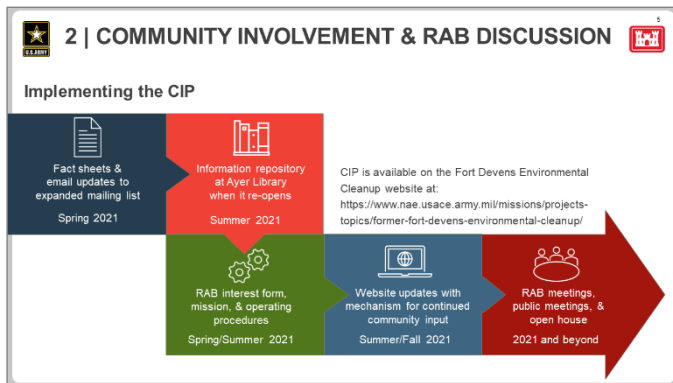 U.S.ARMY
2 | COMMUNITY INVOLVEMENT & RAB DISCUSSION
5
Implementing the CIP
Fact sheets &
email updates to
expanded mailing list
Spring 2021
Information repository
at Ayer Library
when it re-opens
Summer 2021
CIP is available on the Fort Devens Environmental
Cleanup website at:
https://www.nae.usace.army.mil/missions/projects-
topics/former-fort-devens-environmental-cleanup/
RAB interest form,
mission, & operating
procedures
Spring/Summer 2021
Website updates with
mechanism for continued
community input
Summer/Fall 2021
RAB meetings,
public meetings, &
open house
2021 and beyond